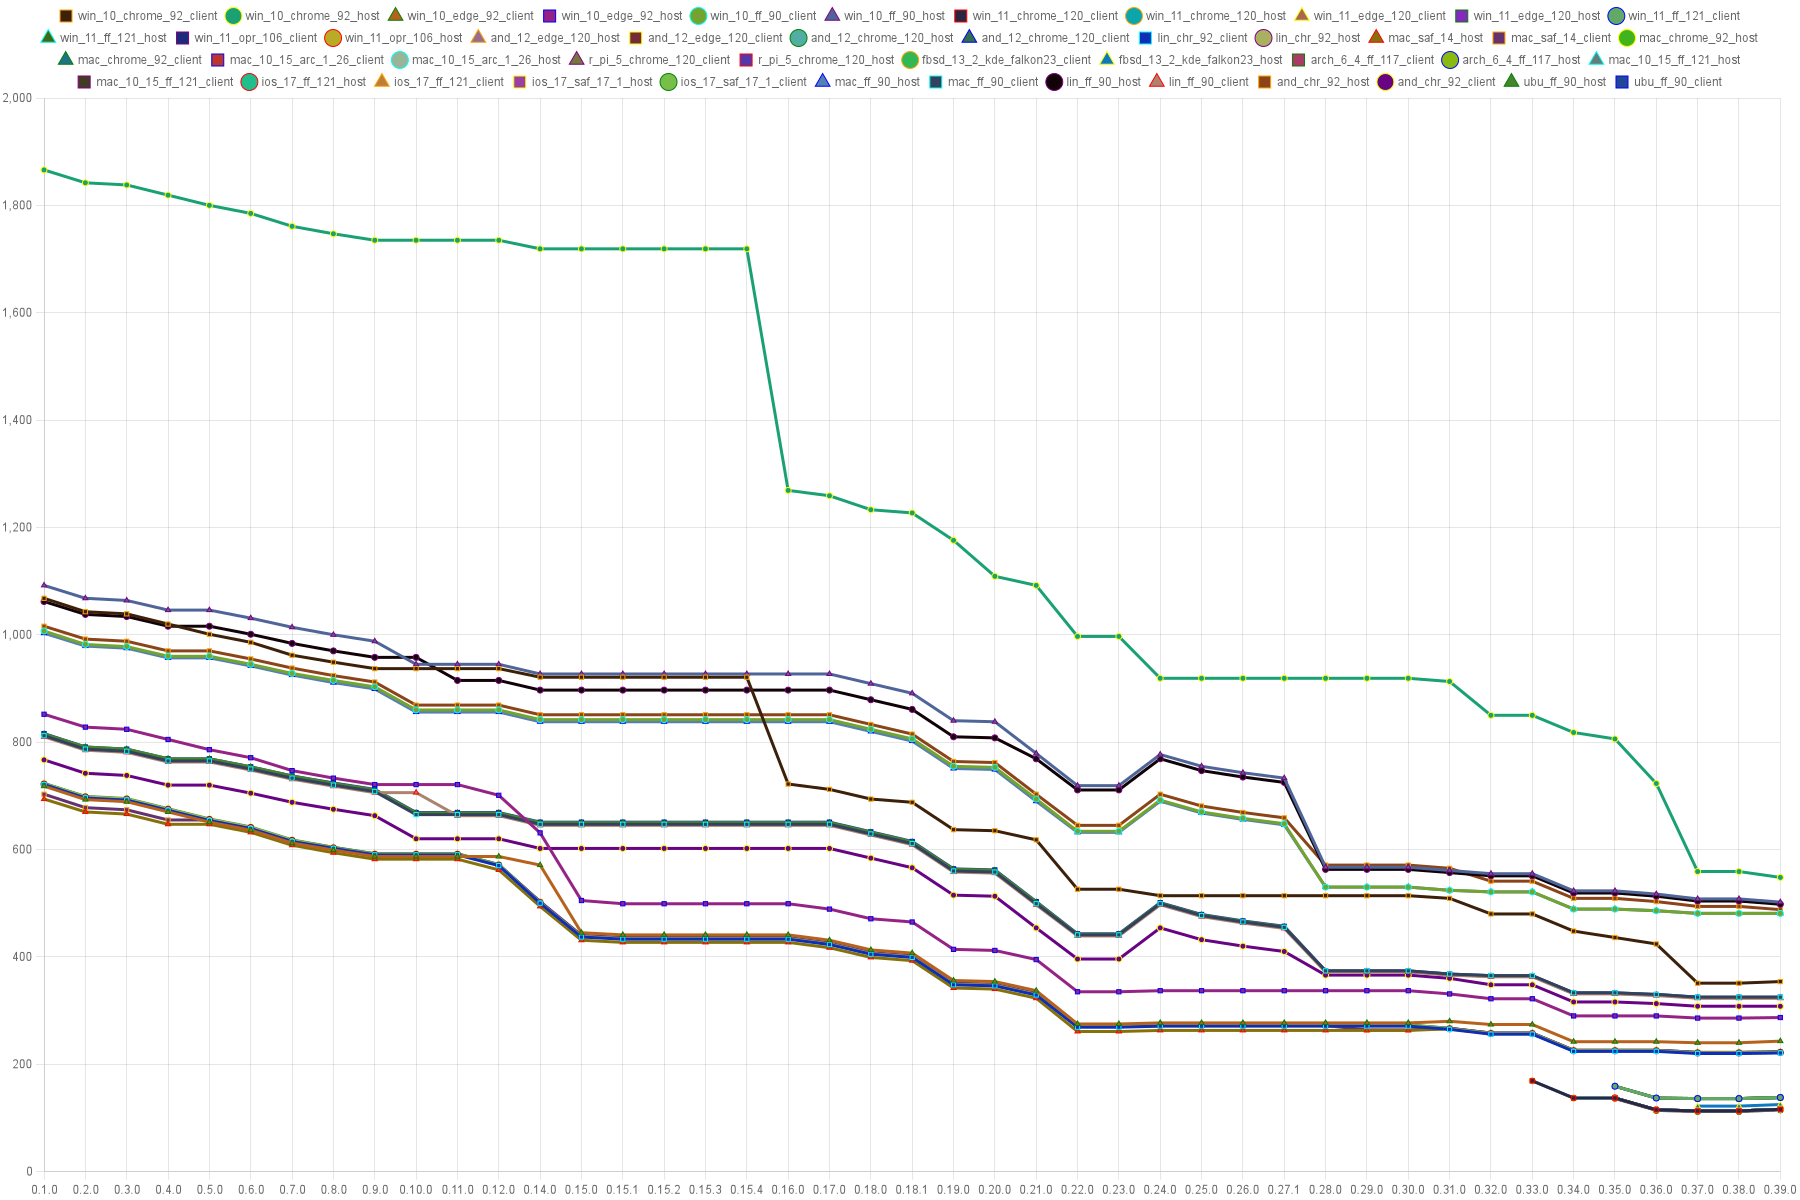 win_10_chrome_92_client win_10_chrome_92_host win_10_edge_92_client win_10_edge_92_host win_10_ff_90_client win_10_ff_90_host win_11_chrome_120_client win_11_chrome_120_host win_11_edge_120_client win_11_edge_120_host win_11_ff_121_client
win_11_ff_121_host win_11_opr_106_client win_11_opr_106_host and_12_edge_120_host and_12_edge_120_client and_12_chrome_120_host and_12_chrome_120_client lin_chr_92_client lin_chr_92_host mac_saf_14_host mac_saf_14_client mac_chrome_92_host
mac_chrome_92_client mac_10_15_arc_1_26_client mac_10_15_arc_1_26_host r_pi_5_chrome_120_client r_pi_5_chrome_120_host fbsd_13_2_kde_falkon23_client fbsd_13_2_kde_falkon23_host arch_6_4_ff_117_client arch_6_4_ff_117_host mac_10_15_ff_121_host
mac_10_15_ff_121_client ios_17_ff_121_host ios_17_ff_121_client ios_17_saf_17_1_host ios_17_saf_17_1_client mac_ff_90_host mac_ff_90_client lin_ff_90_host lin_ff_90_client and_chr_92_host and_chr_92_client ubu_ff_90_host ubu_ff_90_client
2,000
1,800
1,600
1,400
1,200
1,000
800
600
400
200
0
0.1.0 0.2.0 0.3.0 0.4.0 0.5.0 0.6.0 0.7.0 0.8.0 0.9.0 0.10.0 0.11.0 0.12.0 0.14.0 0.15.0 0.15.1 0.15.2 0.15.3 0.15.4 0.16.0 0.17.0 0.18.0 0.18.1 0.19.0 0.20.0 0.21.0 0.22.0 0.23.0 0.24.0 0.25.0 0.26.0 0.27.1 0.28.0 0.29.0 0.30.0 0.31.0 0.32.0 0.33.0 0.34.0 0.35.0 0.36.0 0.37.0 0.38.0 0.39.0